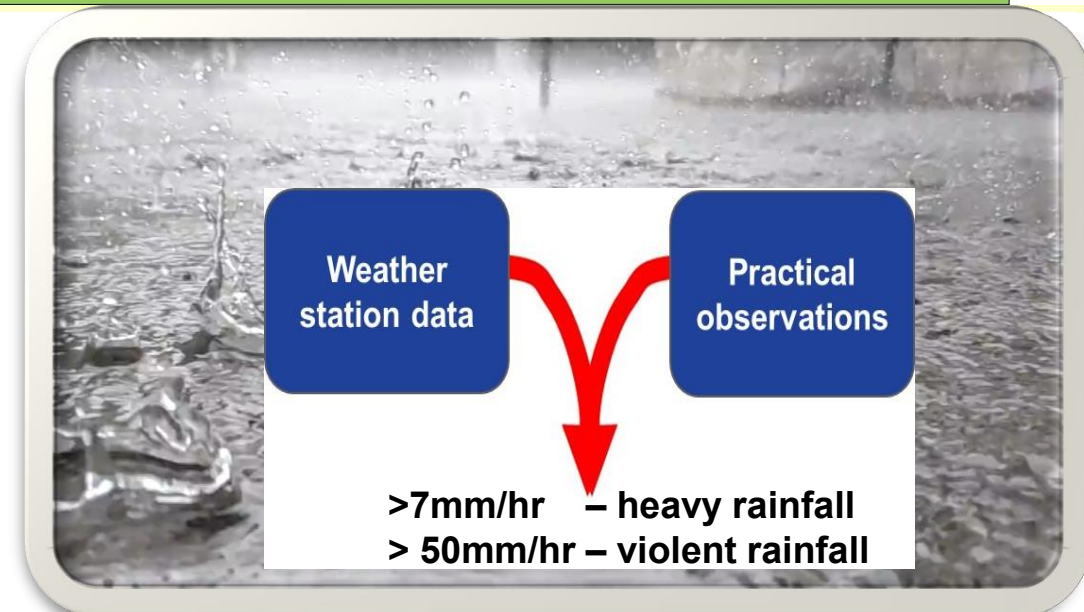 Weather
station data
Practical
observations
>7mm/hr – heavy rainfall
> 50mm/hr – violent rainfall